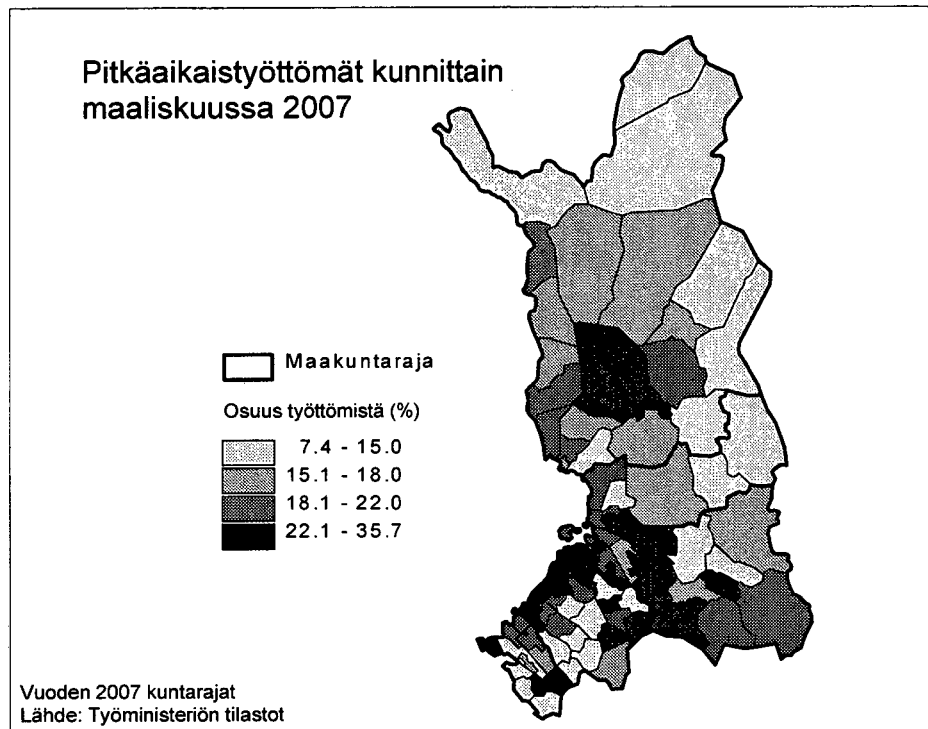 Pitkäaikaistyöttömät kunnittain
maaliskuussa 2007
Maakuntaraja
Osuus työttömistä (%)
7.4 - 15.0
15.1 - 18.0
18.1 - 22.0
22.1 - 35.7
Vuoden 2007 kuntarajat
Lähde: Työministeriön tilastot